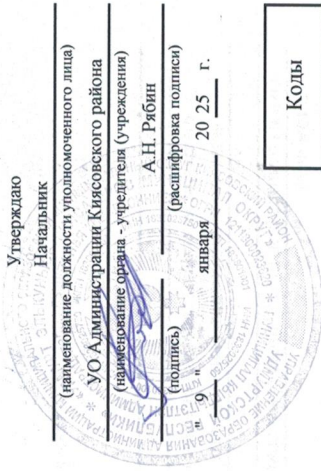 Утверждаю
Начальник
(наименование должности уполномоченного лица)
УО Администрации Киясовского района
(наименование органа - учредителя (учреждения)
А.Н. Рябин
(подпись) (расшифровка подписи)
" 9 " января 20 25 г.
Коды